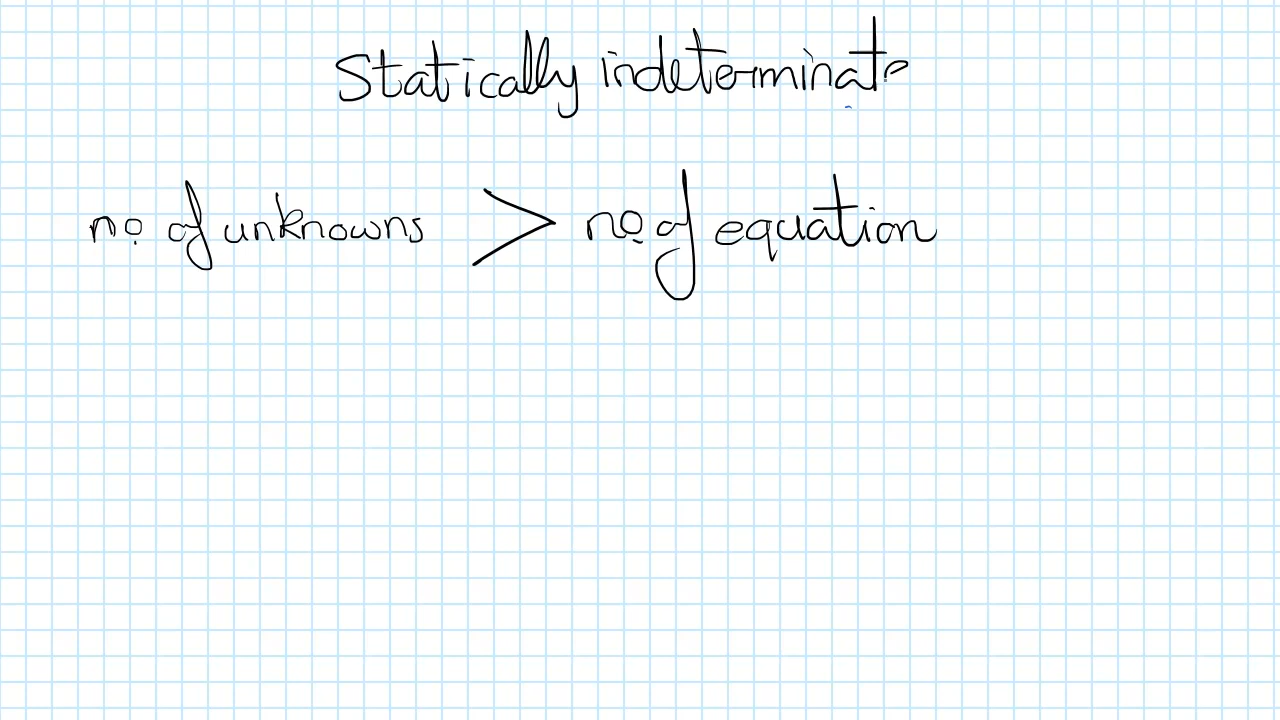 Statically indeterminate
no. of unknowns > no. of equation